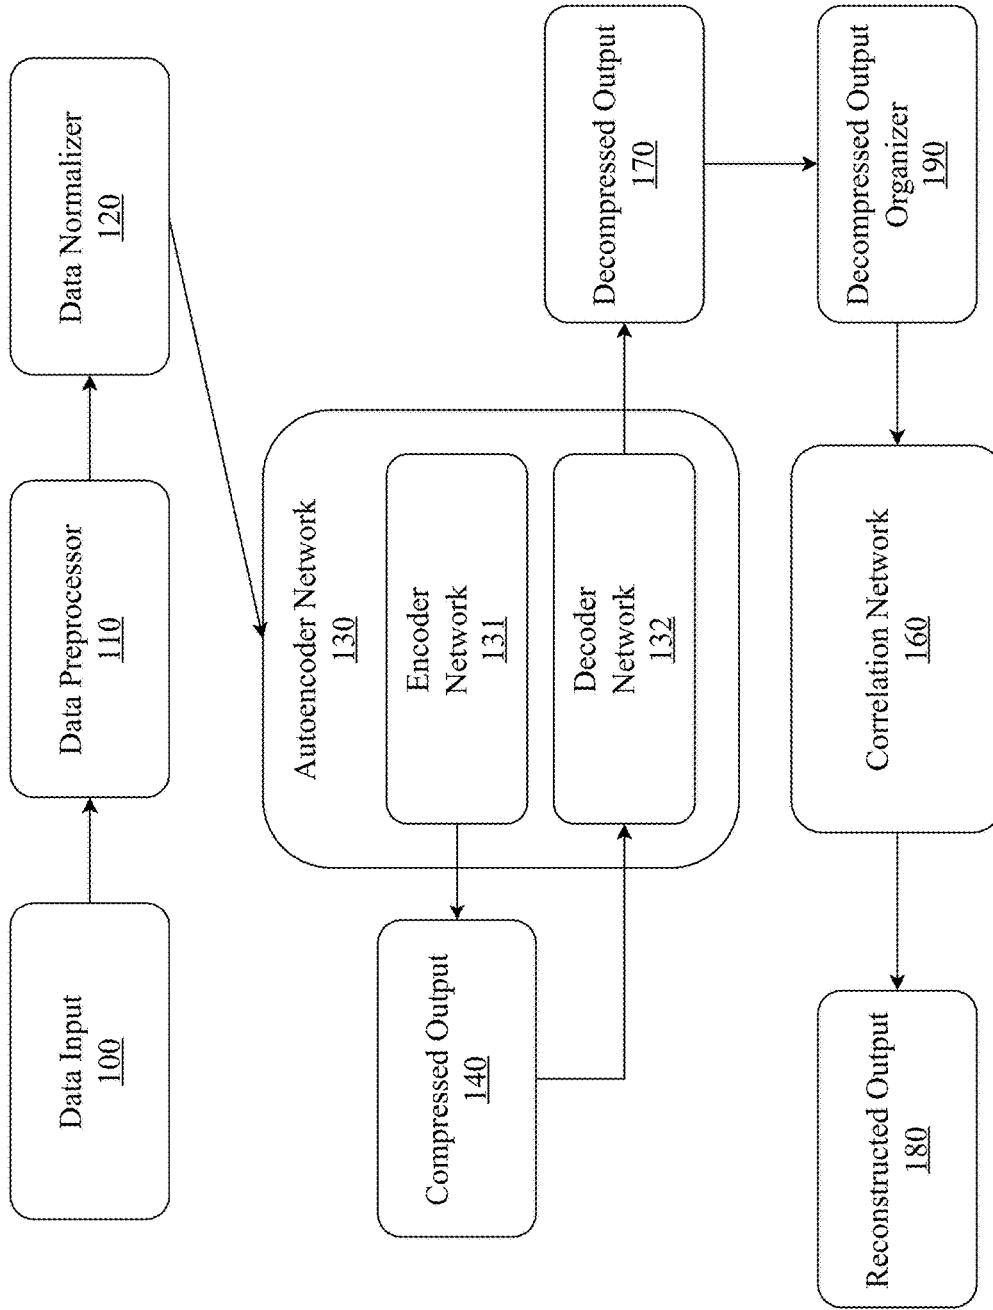 Data Input
100
Data Preprocessor
110
Data Normalizer
120
Autoencoder Network
130
Encoder
Network
131
Decoder
Network
132
Compressed Output
140
Decompressed Output
170
Decompressed Output
Organizer
190
Correlation Network
160
Reconstructed Output
180